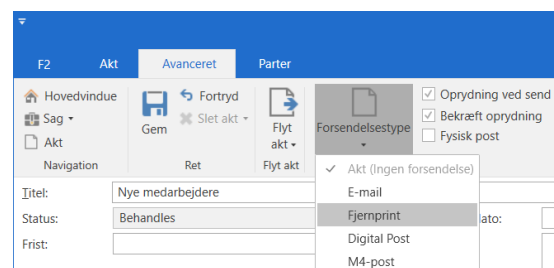 F2 Akt Avanceret Parter
Hovedvindue
Sag
Akt
Navigation
Gem
Fortryd
Slet akt
Ret
Flyt
akt
Flyt akt
Forsendelsestype
Oprydning ved send
Bekræft oprydning
Fysisk post
Akt (Ingen forsendelse)
E-mail
Fjernprint
Digital Post
M4-post
Titel: Nye medarbejdere
Status: Behandles
Frist: